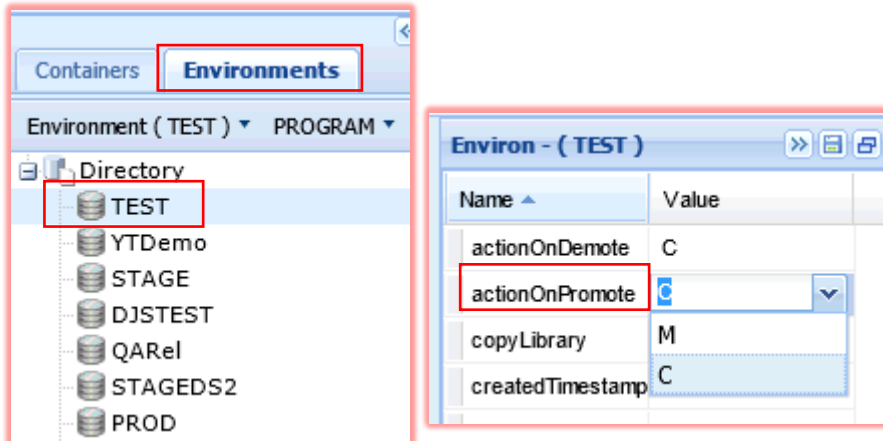 Containers Environments
Environment ( TEST ) PROGRAM
Directory
TEST
YTDemo
STAGE
DJSTEST
QARel
STAGEDS2
PROD
Environ - ( TEST )
Name Value
actionOnDemote C
actionOnPromote C
copyLibrary M
createdTimestamp C